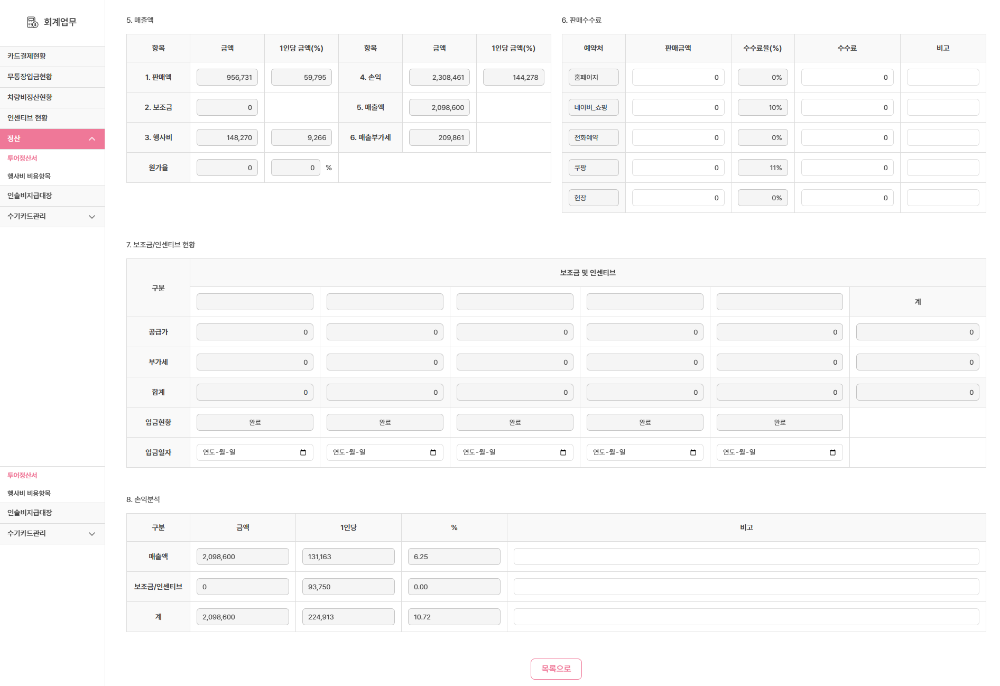 회계업무
카드결제현황
무통장입금현황
차량비정산현황
인센티브 현황
정산
투어정산서
행사비 비용항목
인솔비지급대장
수기카드관리
투어정산서
행사비 비용항목
인솔비지급대장
수기카드관리
5. 매출액
항목 금액 1인당 금액(%) 항목 금액 1인당 금액(%)
1. 판매액 956,731 59,795 4. 손익 2,308,461 144,278
2. 보조금 0 5. 매출액 2,098,600
3. 행사비 148,270 9,266 6. 매출부가세 209,861
원가율 0 0 %
6. 판매수수료
예약처 판매금액 수수료율(%) 수수료 비고
홈페이지 0 0% 0
네이버_쇼핑 0 10% 0
전화예약 0 0% 0
쿠팡 0 11% 0
현장 0 0% 0
7. 보조금/인센티브 현황
구분 보조금 및 인센티브
계
공급가 0 0 0 0 0 0
부가세 0 0 0 0 0 0
합계 0 0 0 0 0 0
입금현황 완료 완료 완료 완료 완료
입금일자 연도-월-일 연도-월-일 연도-월-일 연도-월-일 연도-월-일
8. 손익분석
구분 금액 1인당 % 비고
매출액 2,098,600 131,163 6.25
보조금/인센티브 0 93,750 0.00
계 2,098,600 224,913 10.72
목록으로